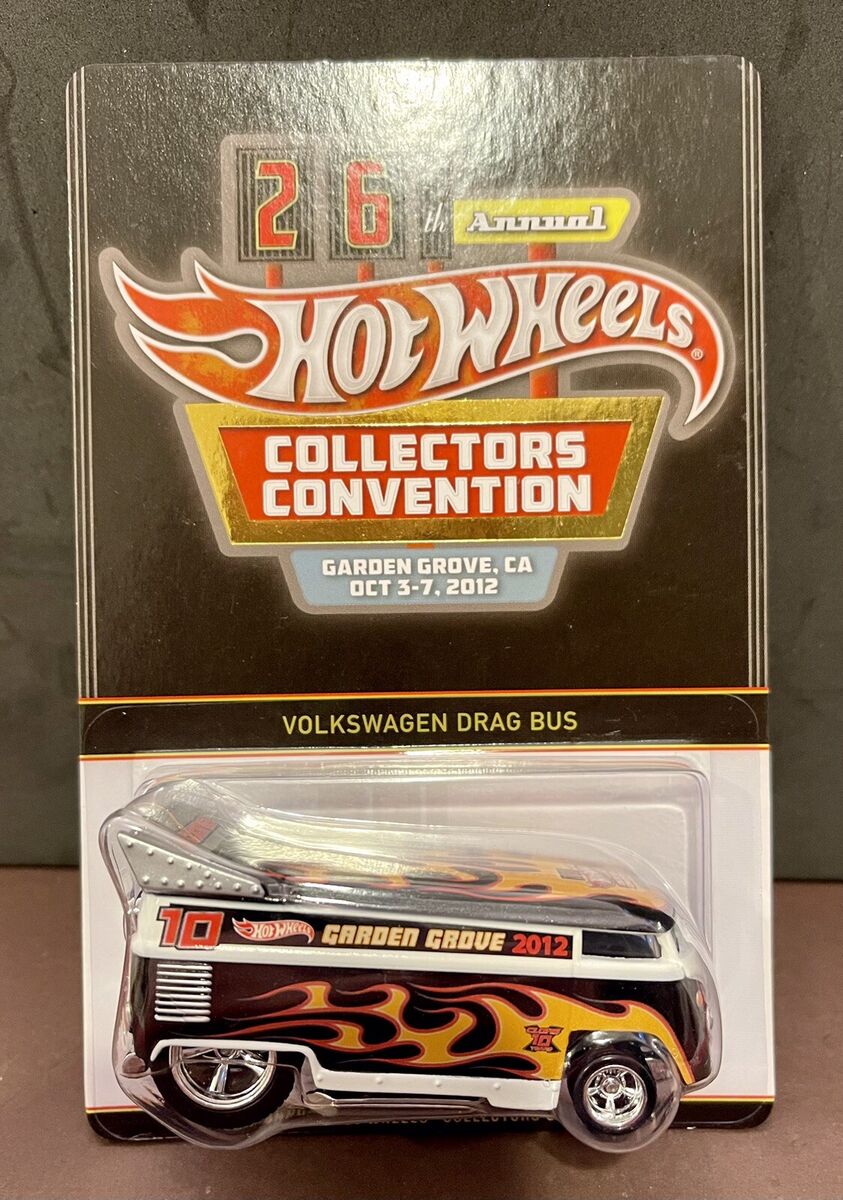 26th Annual
HOT WHEELS®
COLLECTORS
CONVENTION
GARDEN GROVE, CA
OCT 3-7, 2012
VOLKSWAGEN DRAG BUS
10 HOT WHEELS GARDEN GROVE 2012
10